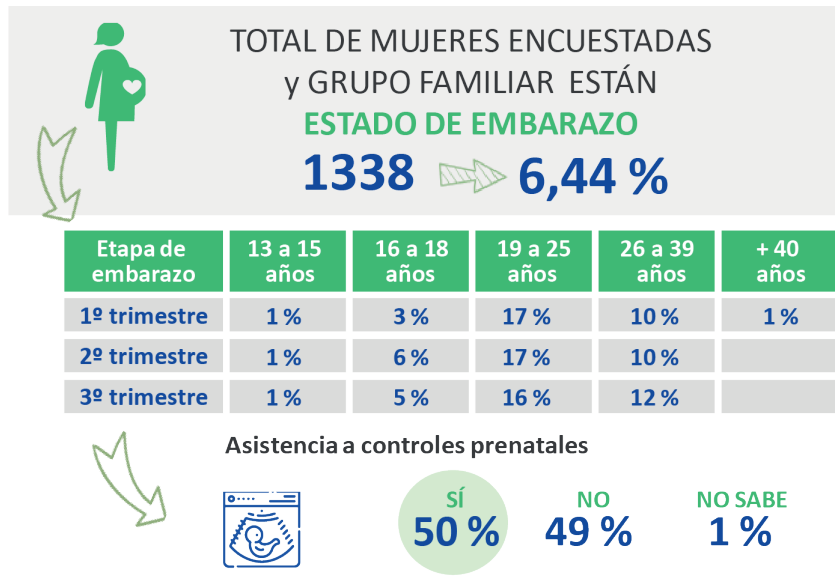 TOTAL DE MUJERES ENCUESTADAS
y GRUPO FAMILIAR ESTÁN
ESTADO DE EMBARAZO
1338 6,44 %
Etapa de embarazo 13 a 15 años 16 a 18 años 19 a 25 años 26 a 39 años + 40 años
1º trimestre 1 % 3 % 17 % 10 % 1 %
2º trimestre 1 % 6 % 17 % 10 %
3º trimestre 1 % 5 % 16 % 12 %
Asistencia a controles prenatales
SÍ NO NO SABE
50 % 49 % 1 %